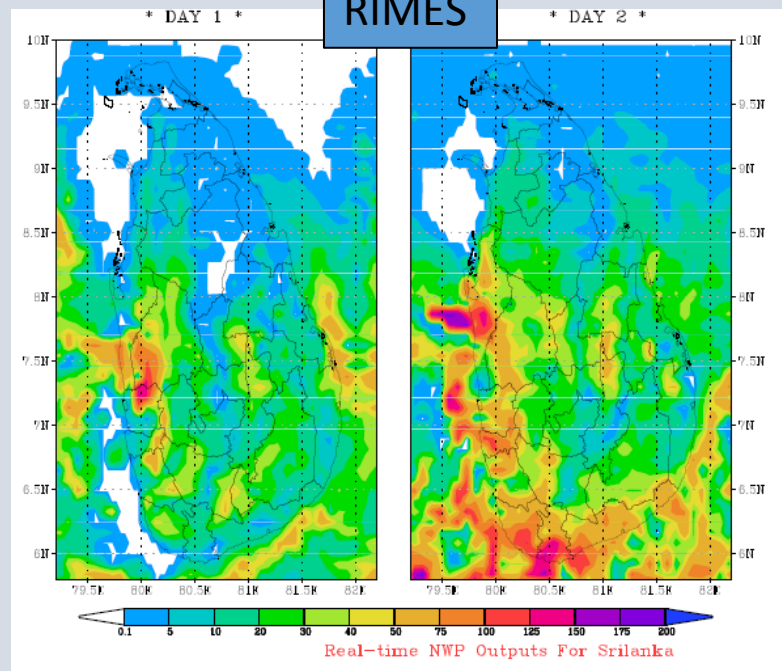 RIMES
* DAY 1 *
* DAY 2 *
10N
9.5N
9N
8.5N
8N
7.5N
7N
6.5N
6N
79.5E
80E
80.5E
81E
81.5E
82E
10N
9.5N
9N
8.5N
8N
7.5N
7N
6.5N
6N
79.5E
80E
80.5E
81E
81.5E
82E
0.1 5 10 20 30 40 50 75 100 125 150 175 200
Real-time NWP Outputs For Srilanka